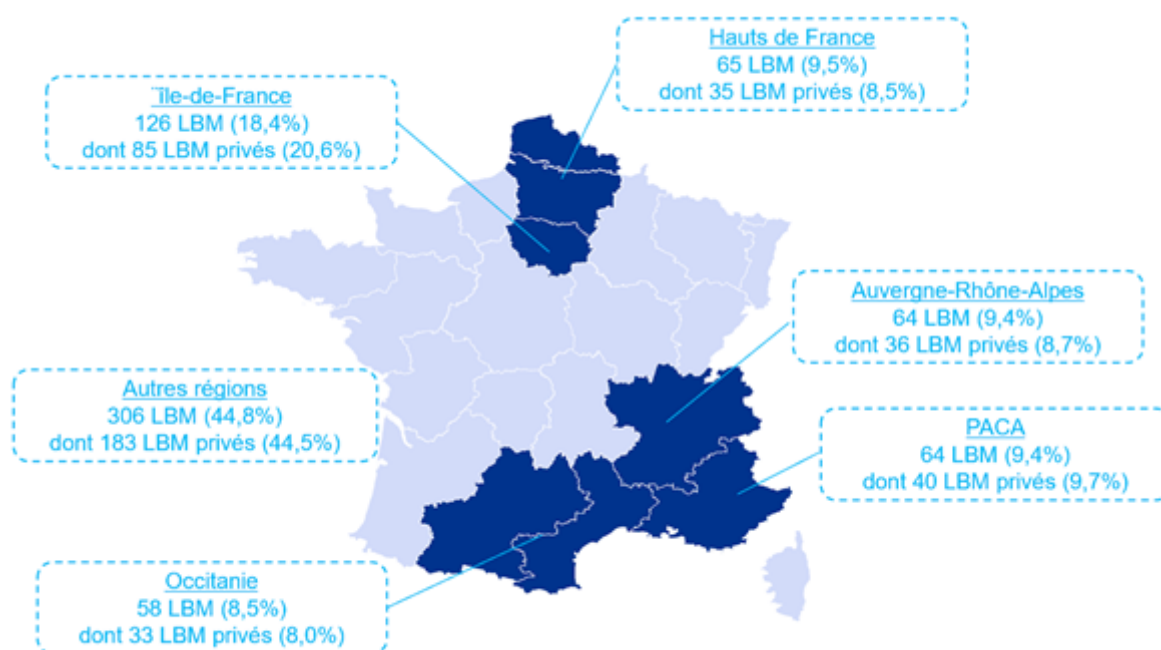 Hauts de France
65 LBM (9,5%)
dont 35 LBM privés (8,5%)
¨île-de-France
126 LBM (18,4%)
dont 85 LBM privés (20,6%)
Auvergne-Rhône-Alpes
64 LBM (9,4%)
dont 36 LBM privés (8,7%)
Autres régions
306 LBM (44,8%)
dont 183 LBM privés (44,5%)
PACA
64 LBM (9,4%)
dont 40 LBM privés (9,7%)
Occitanie
58 LBM (8,5%)
dont 33 LBM privés (8,0%)